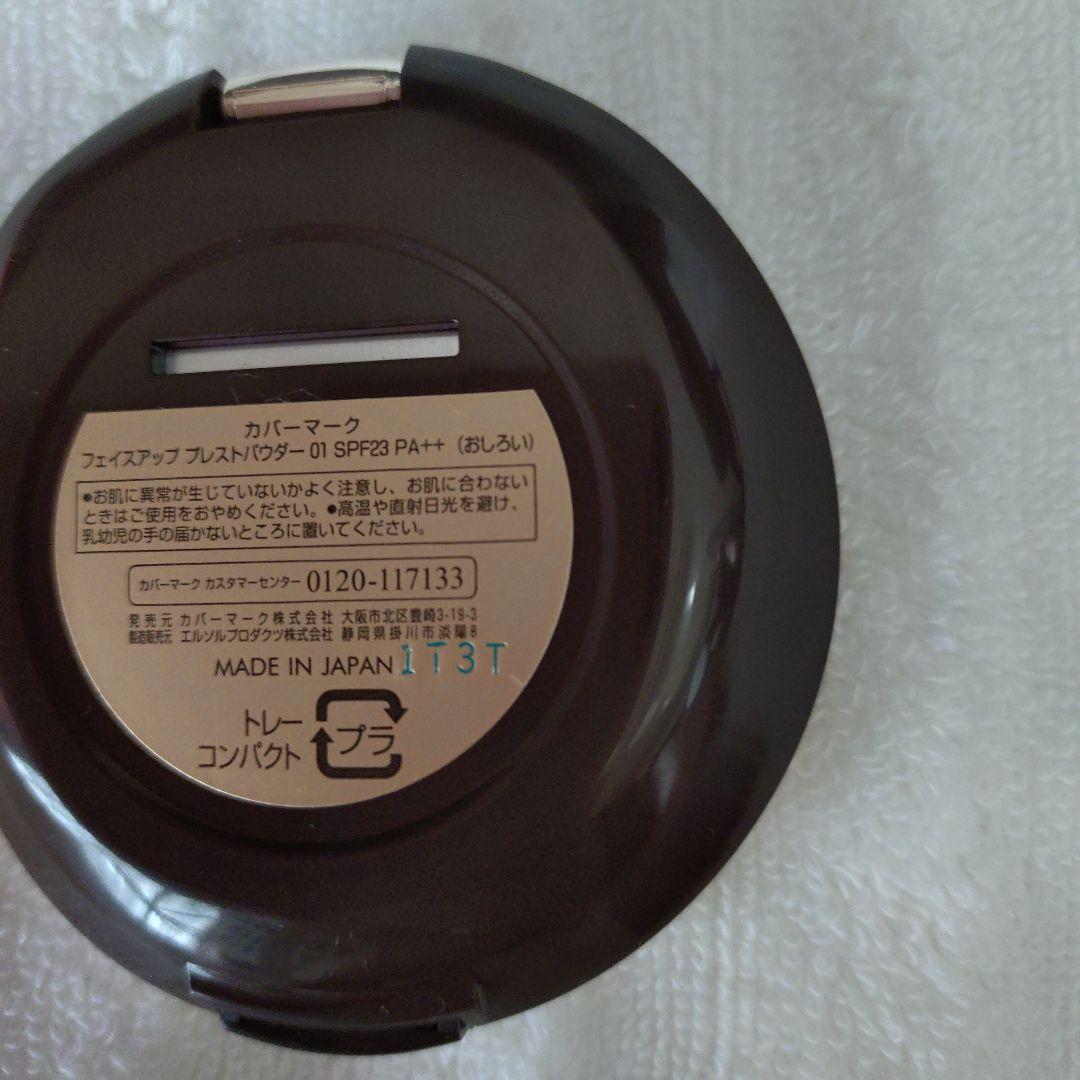 カバーマーク
フェイスアップ プレストパウダー 01 SPF23 PA++ （おしろい）
●お肌に異常が生じていないかよく注意し、お肌に合わない
ときはご使用をおやめください。●高温や直射日光を避け、
乳幼児の手の届かないところに置いてください。
カバーマーク カスタマーセンター 0120-117133
発売元 カバーマーク株式会社 大阪市北区豊崎3-19-3
製造販売元 エルソルプロダクツ株式会社 静岡県掛川市淡陽8
MADE IN JAPAN 1T3T
トレー
コンパクト
プラ